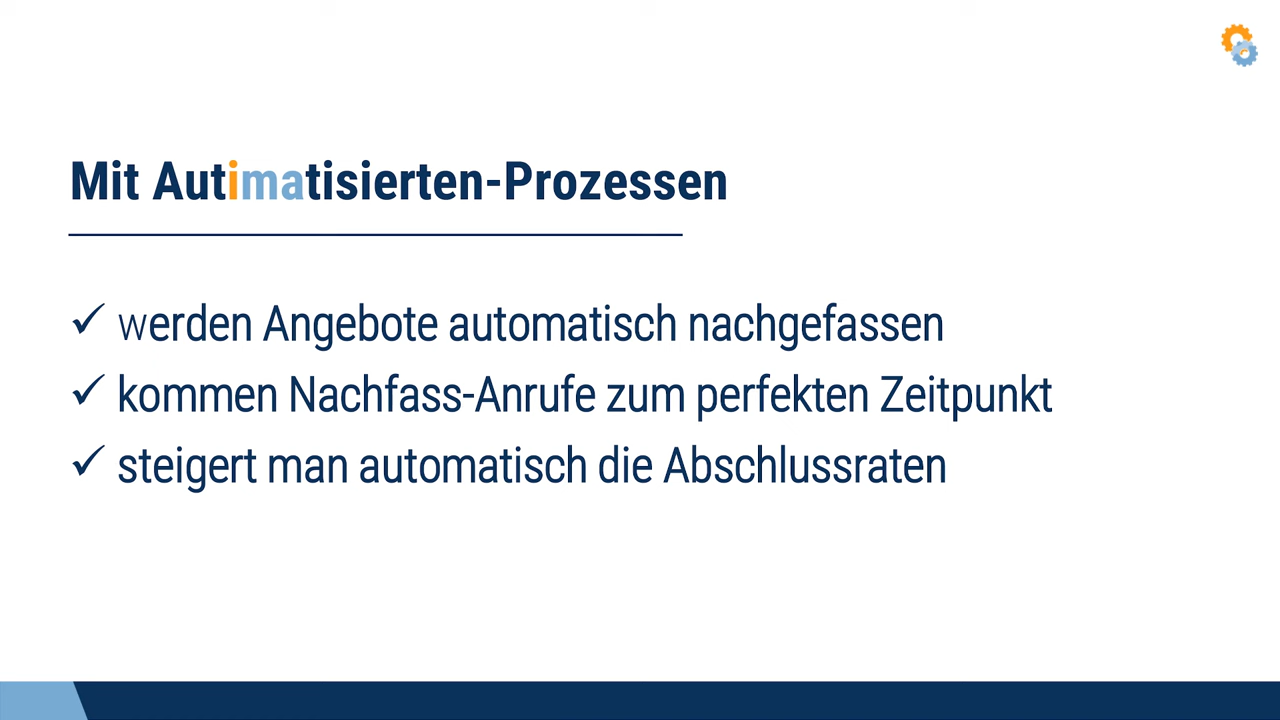 Mit Autimatisierten-Prozessen
✓ werden Angebote automatisch nachgefassen
✓ kommen Nachfass-Anrufe zum perfekten Zeitpunkt
✓ steigert man automatisch die Abschlussraten